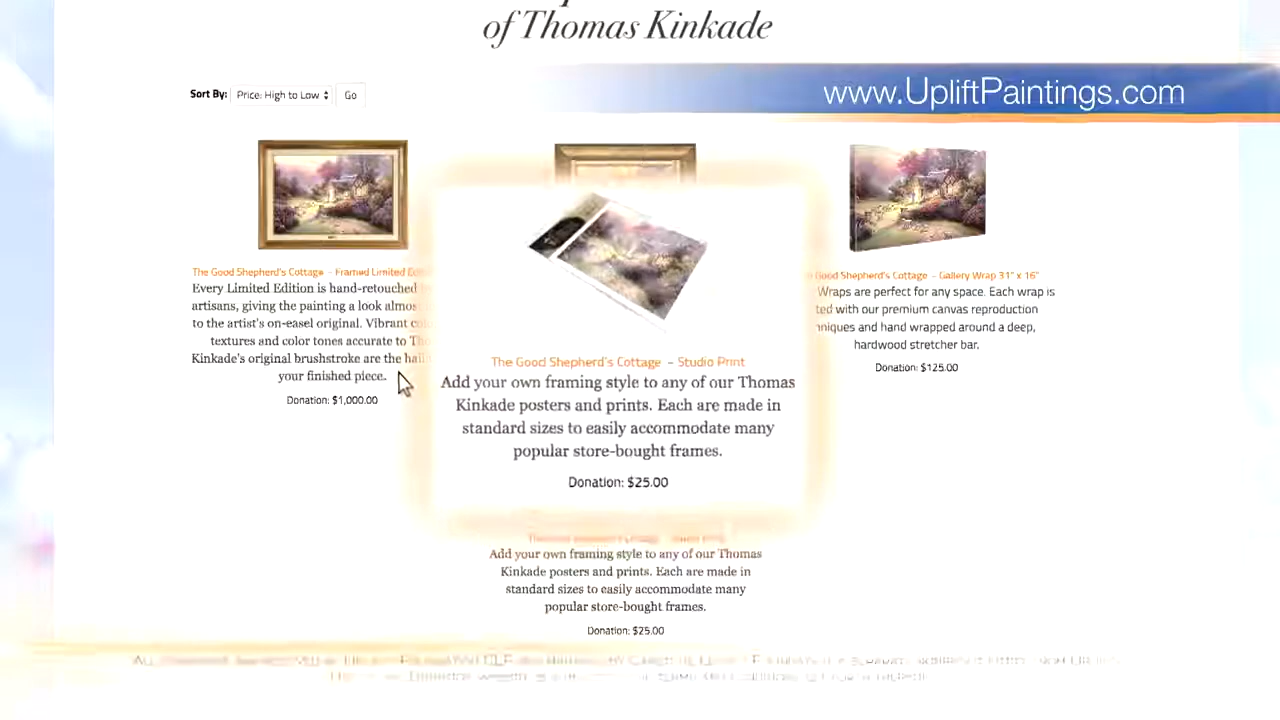 of Thomas Kinkade
www.UpliftPaintings.com
Sort By: Price: High to Low Go
The Good Shepherd's Cottage - Framed Limited
Every Limited Edition is hand-retouched
artisans, giving the painting a look almos
to the artist's on-easel original. Vibrant
textures and color tones accurate to
Kinkade's original brushstroke are the
your finished piece.
Donation: $1,000.00
The Good Shepherd's Cottage - Studio Print
Add your own framing style to any of our Thomas
Kinkade posters and prints. Each are made in
standard sizes to easily accommodate many
popular store-bought frames.
Donation: $25.00
Good Shepherd's Cottage - Gallery Wrap 31" x 16"
Wraps are perfect for any space. Each wrap is
ted with our premium canvas reproduction
niques and hand wrapped around a deep,
hardwood stretcher bar.
Donation: $125.00
Add your own framing style to any of our Thomas
Kinkade posters and prints. Each are made in
standard sizes to easily accommodate many
popular store-bought frames.
Donation: $25.00